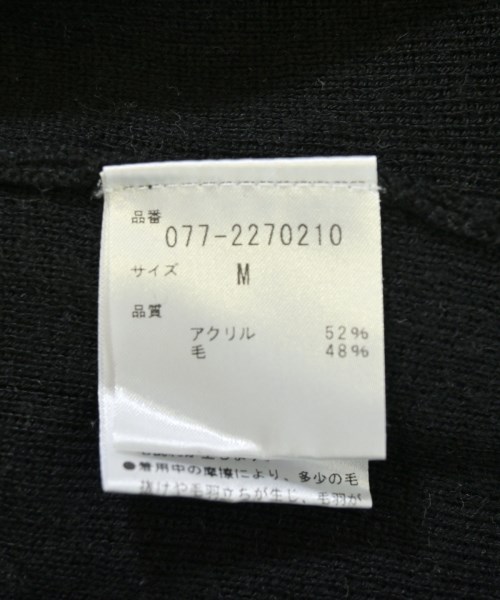 品番
077-2270210
サイズ M
品質
アクリル 52%
毛 48%
●着用中の摩擦により、多少の毛
抜けや毛羽立ちが生じ、毛羽が